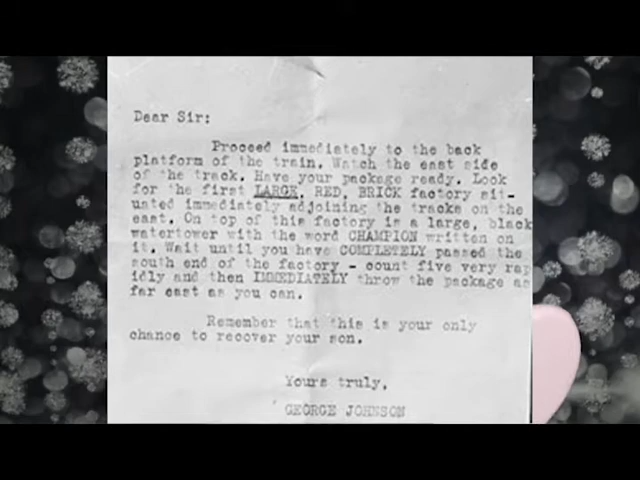 Dear Sir:
Proceed immediately to the back
platform of the train. Watch the east side
of the track. Have your package ready. Look
for the first LARGE, RED, BRICK factory sit-
uated immediately adjoining the tracks on the
east. On top of this factory is a large, black
watertower with the word CHAMPION written on
it. Wait until you have COMPLETELY passed the
south end of the factory - count five very rap
idly and then IMMEDIATELY throw the package as
far east as you can.
Remember that this is your only
chance to recover your son.
Yours truly,
GEORGE JOHNSON